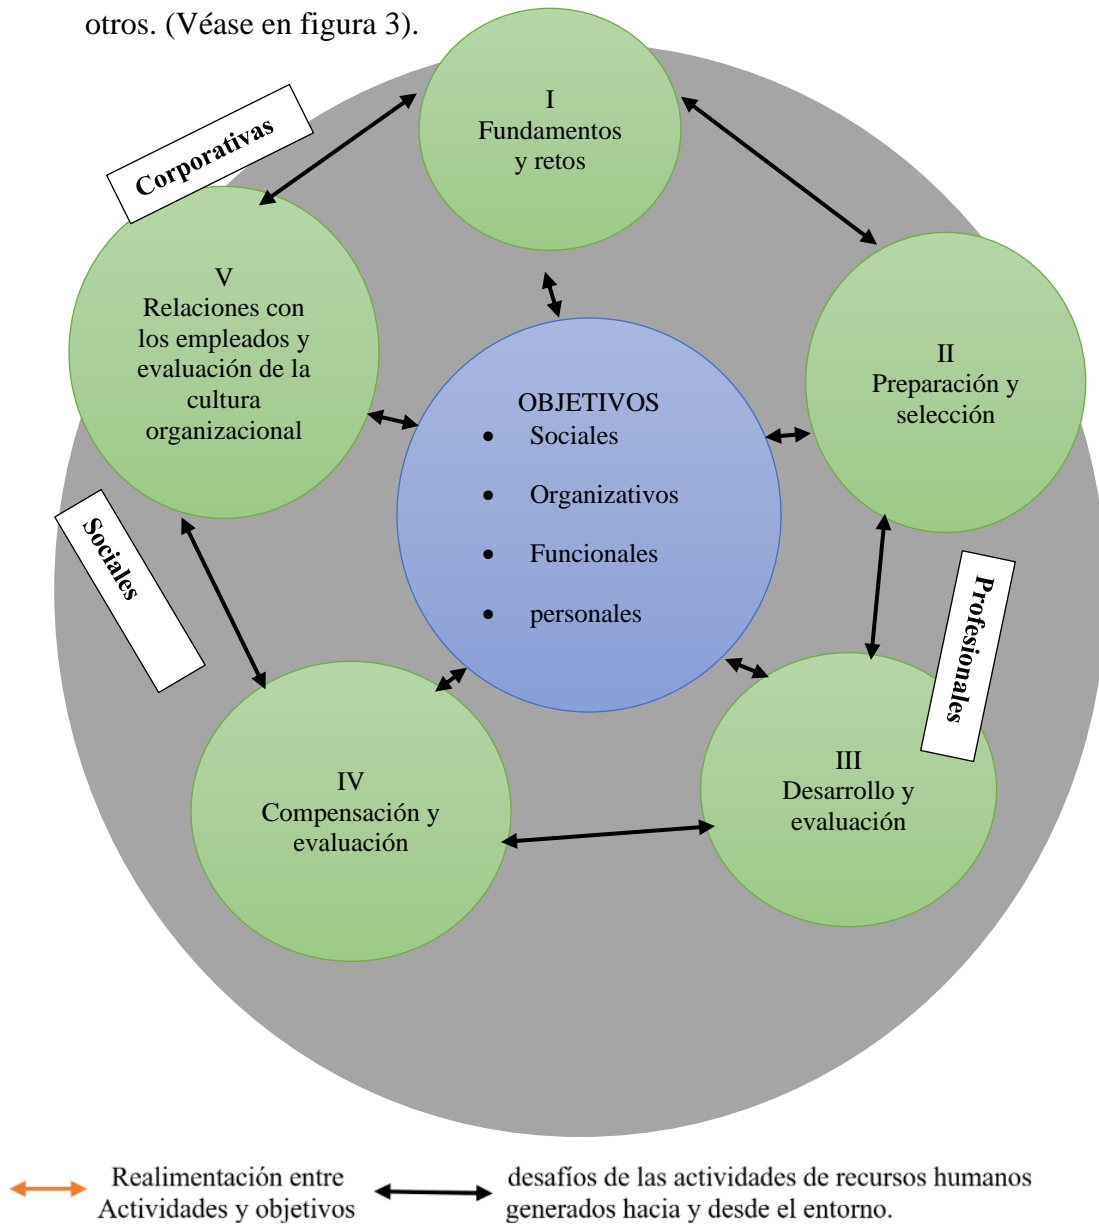 otros. (Véase en figura 3).
I
Fundamentos
y retos
Corporativas
V
Relaciones con
los empleados y
evaluación de la
cultura
organizacional
II
Preparación y
selección
OBJETIVOS
• Sociales
• Organizativos
• Funcionales
• personales
Sociales
Profesionales
IV
Compensación y
evaluación
III
Desarrollo y
evaluación
Realimentación entre
Actividades y objetivos
desafíos de las actividades de recursos humanos
generados hacia y desde el entorno.